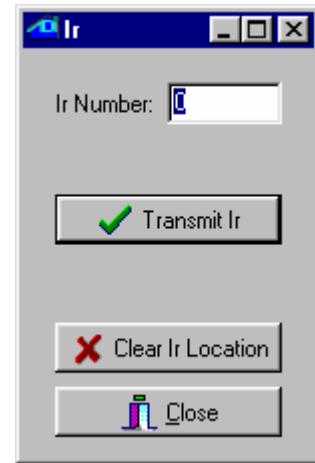 Ir
Ir Number: 0
Transmit Ir
Clear Ir Location
Close